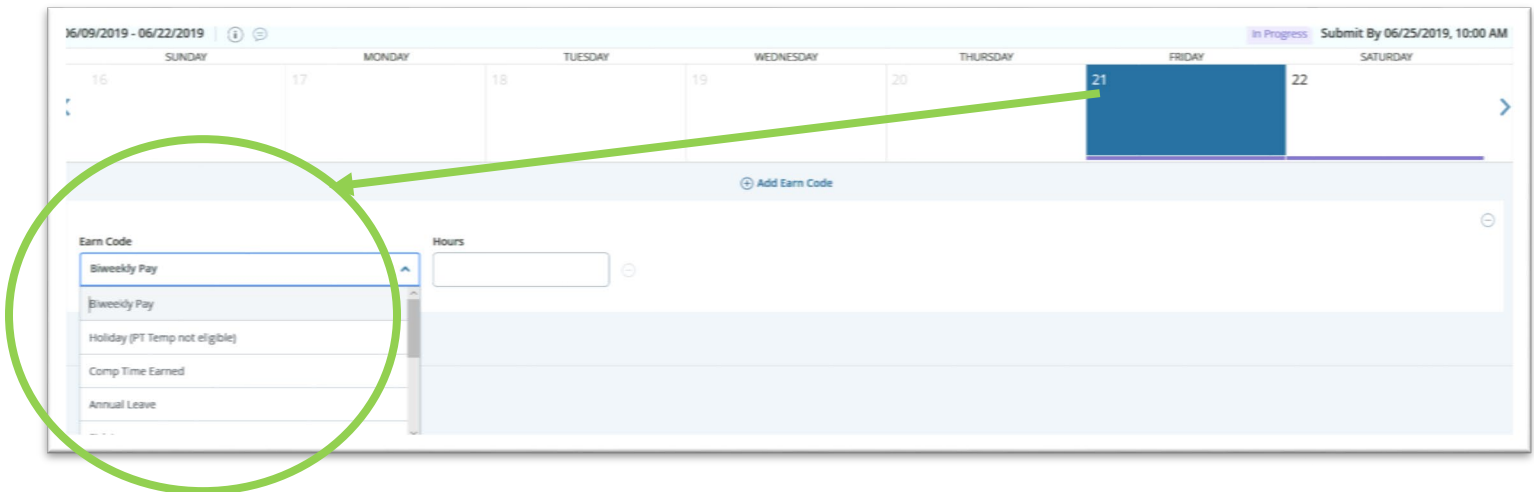 06/09/2019 - 06/22/2019 In Progress Submit By 06/25/2019, 10:00 AM
SUNDAY MONDAY TUESDAY WEDNESDAY THURSDAY FRIDAY SATURDAY
16 17 18 19 20 21 22
Add Earn Code
Earn Code Hours
Biweekly Pay
Biweekly Pay
Holiday (PT Temp not eligible)
Comp Time Earned
Annual Leave